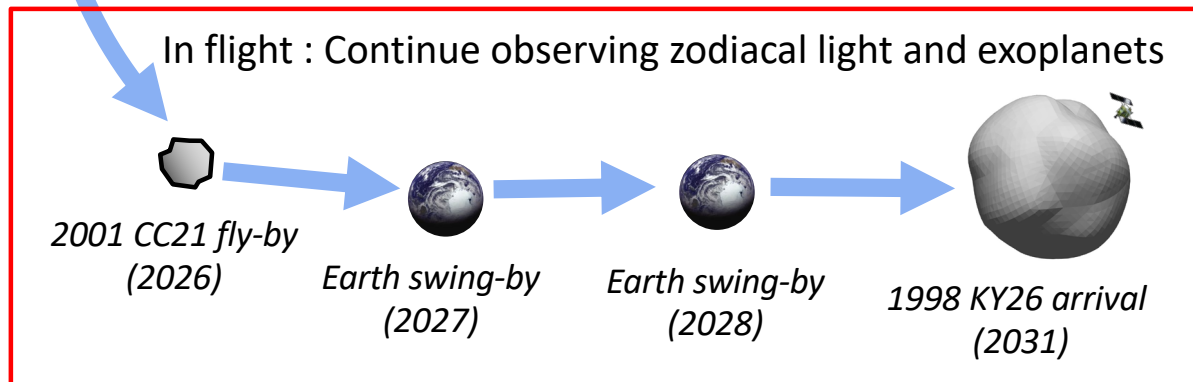 In flight : Continue observing zodiacal light and exoplanets
2001 CC21 fly-by
(2026)
Earth swing-by
(2027)
Earth swing-by
(2028)
1998 KY26 arrival
(2031)